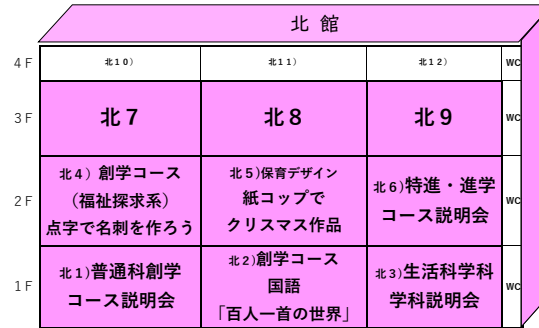 北 館
4F
北10)
北11)
北12)
WC
3F
北7
北8
北9
WC
2F
北4) 創学コース
(福祉探求系)
点字で名刺を作ろう
北5)保育デザイン
紙コップで
クリスマス作品
北6)特進・進学
コース説明会
WC
1F
北1)普通科創学
コース説明会
北2)創学コース
国語
「百人一首の世界」
北3)生活科学科
学科説明会
WC